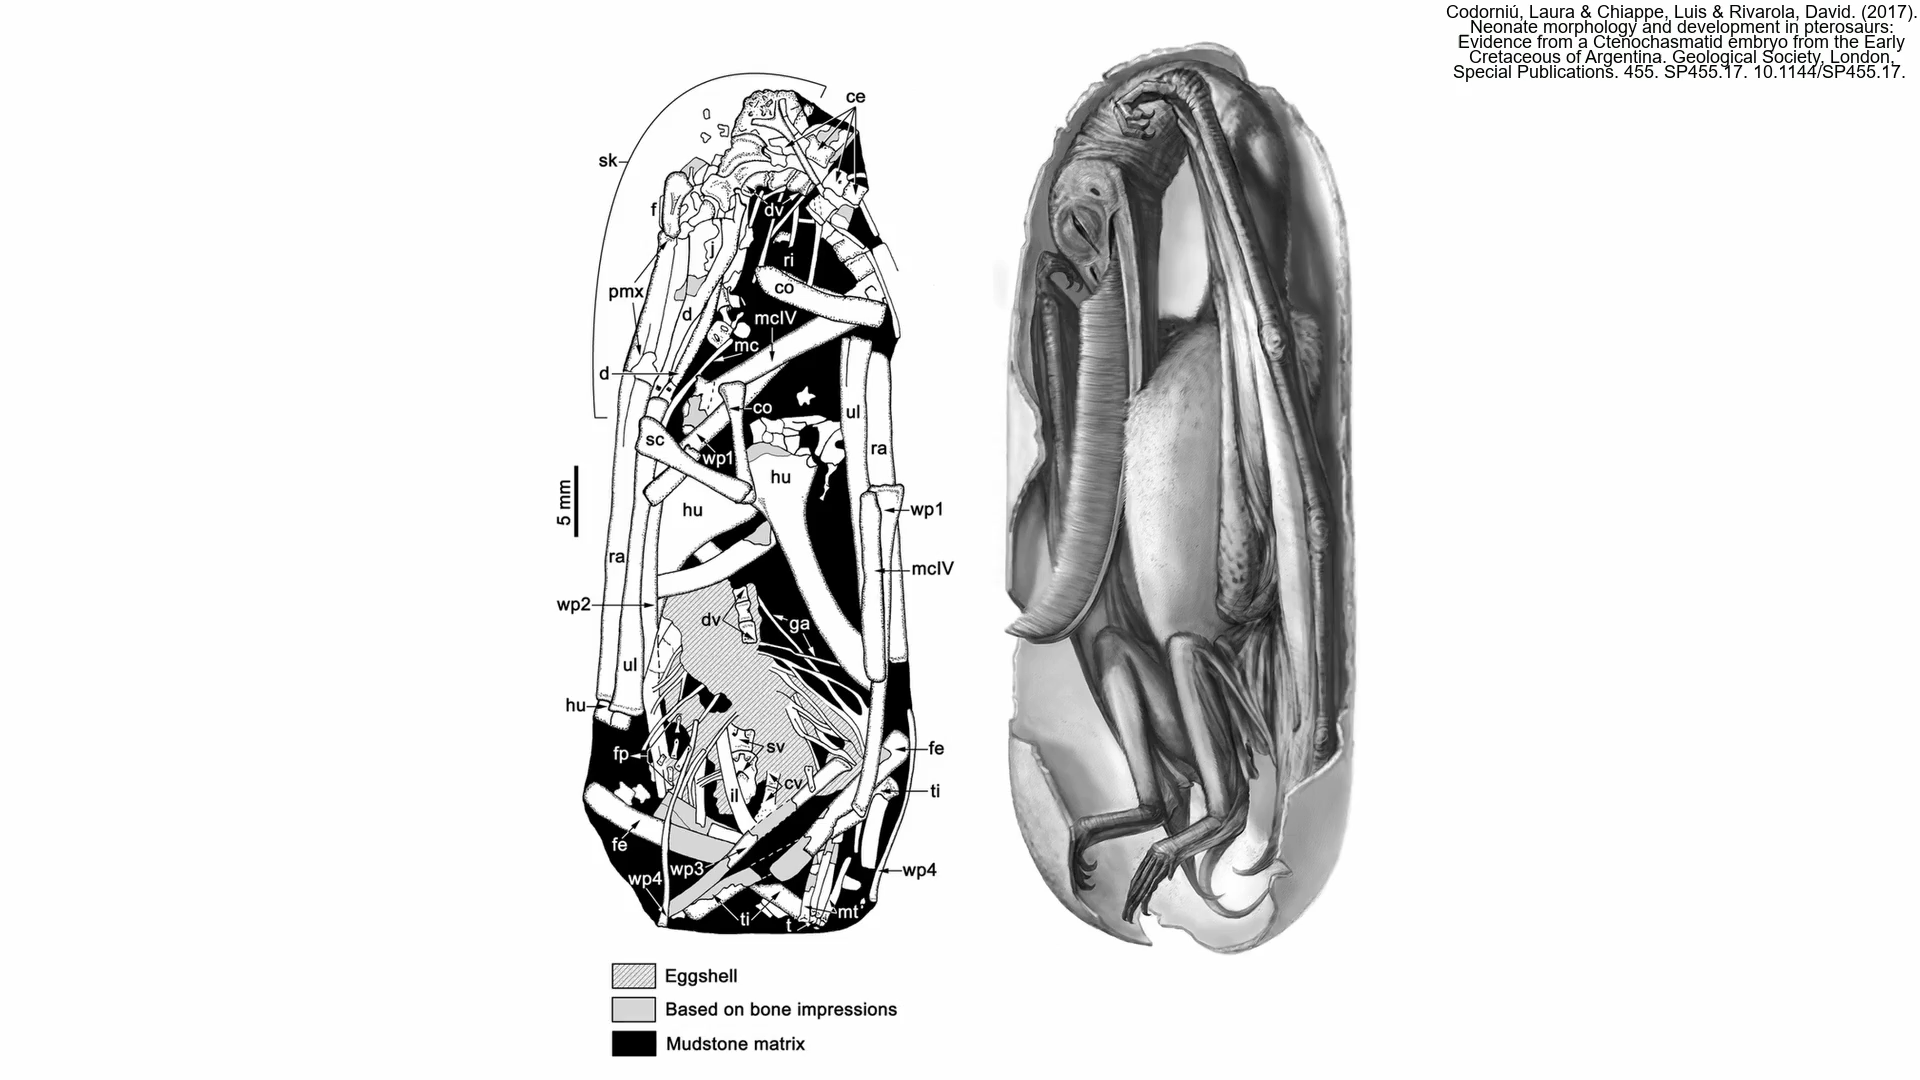 Codorniú, Laura & Chiappe, Luis & Rivarola, David. (2017).
Neonate morphology and development in pterosaurs:
Evidence from a Ctenochasmatid embryo from the Early
Cretaceous of Argentina. Geological Society, London,
Special Publications. 455. SP455.17. 10.1144/SP455.17.
ce
sk
f
dv
j
ri
co
pmx
d
mcIV
mc
d
co
ul
sc
wp1
ra
hu
5 mm
hu
wp1
ra
mcIV
wp2
dv
ga
ul
hu
sv
fp
fe
cv
il
ti
fe
wp3
wp4
wp4
ti
mt
t
Eggshell
Based on bone impressions
Mudstone matrix